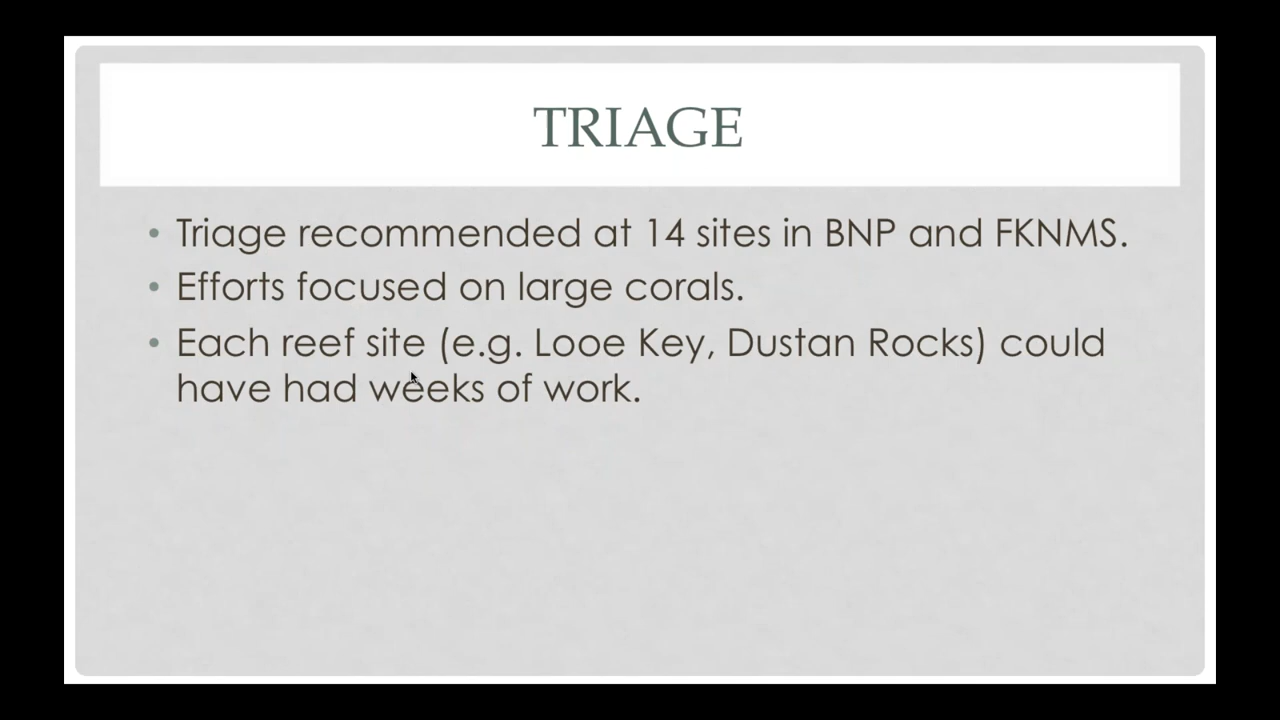 TRIAGE
• Triage recommended at 14 sites in BNP and FKNMS.
• Efforts focused on large corals.
• Each reef site (e.g. Looe Key, Dustan Rocks) could
have had weeks of work.